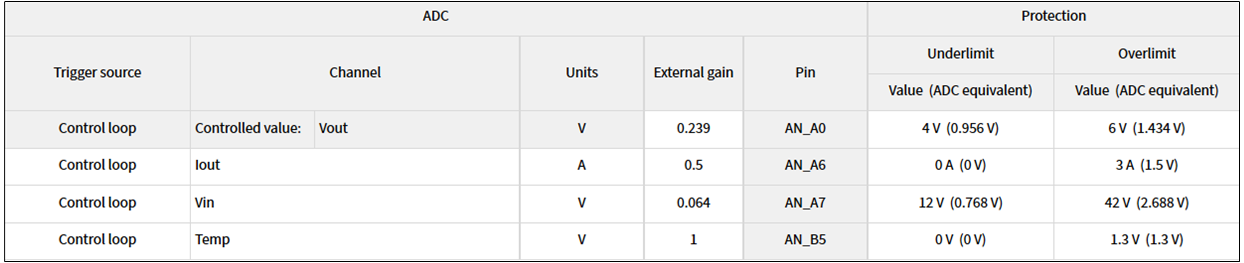 ADC Protection
Trigger source Channel Units External gain Pin Underlimit Overlimit
Value (ADC equivalent) Value (ADC equivalent)
Control loop Controlled value: Vout V 0.239 AN_A0 4 V (0.956 V) 6 V (1.434 V)
Control loop Iout A 0.5 AN_A6 0 A (0 V) 3 A (1.5 V)
Control loop Vin V 0.064 AN_A7 12 V (0.768 V) 42 V (2.688 V)
Control loop Temp V 1 AN_B5 0 V (0 V) 1.3 V (1.3 V)